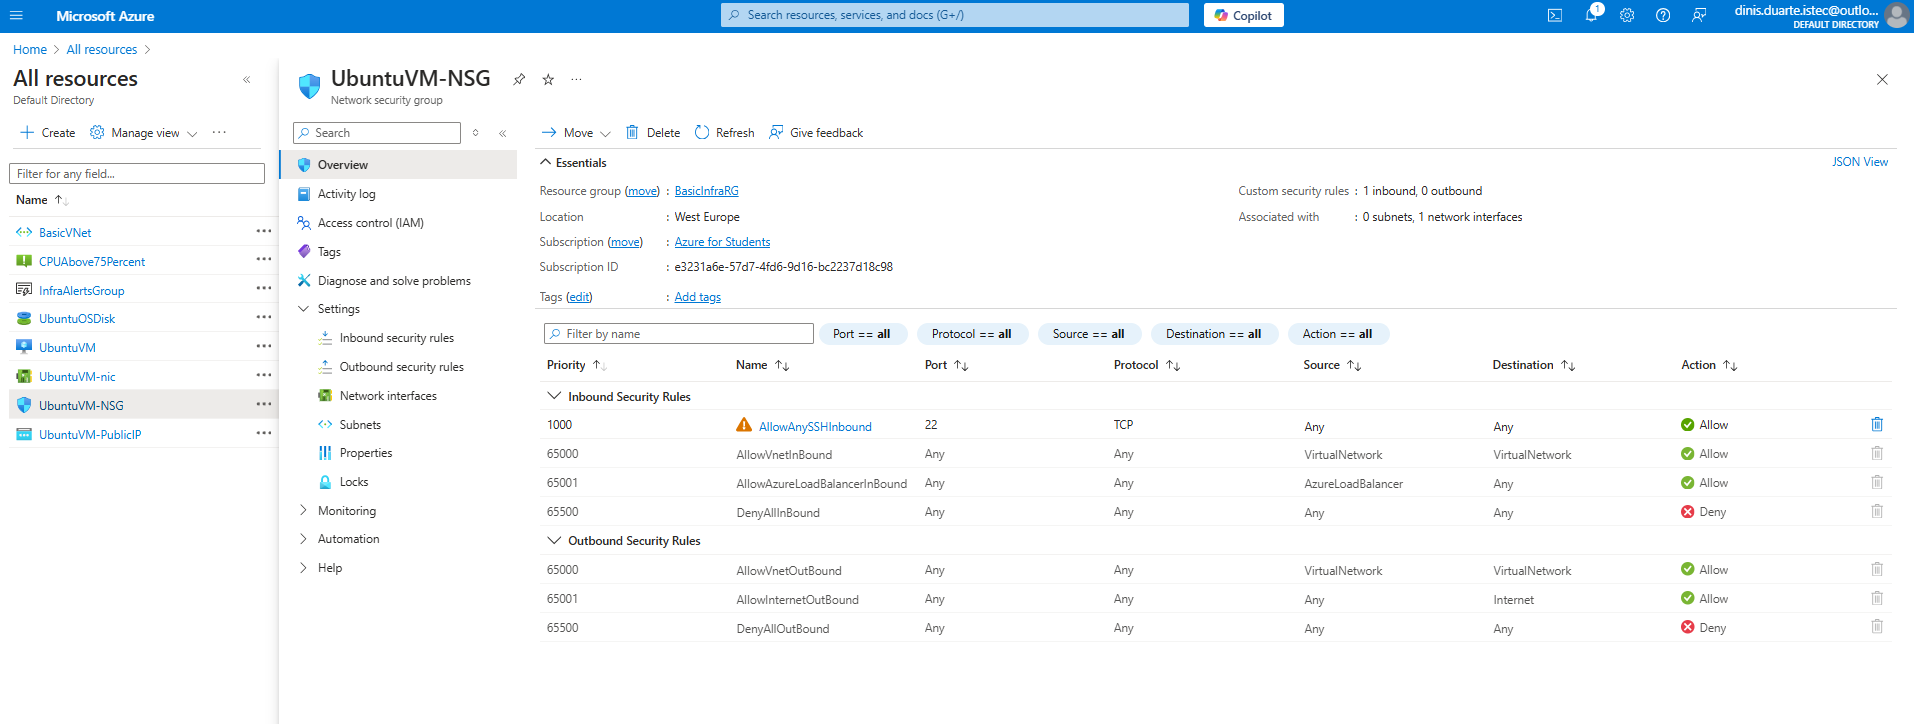 Microsoft Azure
Search resources, services, and docs (G+/)
Copilot
1
dinis.duarte.istec@outlo...
DEFAULT DIRECTORY
Home > All resources >
All resources
Default Directory
Create
Manage view
Filter for any field...
Name
BasicVNet
CPUAbove75Percent
InfraAlertsGroup
UbuntuOSDisk
UbuntuVM
UbuntuVM-nic
UbuntuVM-NSG
UbuntuVM-PublicIP
UbuntuVM-NSG
Network security group
Search
Overview
Activity log
Access control (IAM)
Tags
Diagnose and solve problems
Settings
Inbound security rules
Outbound security rules
Network interfaces
Subnets
Properties
Locks
Monitoring
Automation
Help
Move
Delete
Refresh
Give feedback
Essentials
JSON View
Resource group (move) : BasicInfraRG
Location : West Europe
Subscription (move) : Azure for Students
Subscription ID : e3231a6e-57d7-4fd6-9d16-bc2237d18c98
Tags (edit) : Add tags
Custom security rules : 1 inbound, 0 outbound
Associated with : 0 subnets, 1 network interfaces
Filter by name
Port == all
Protocol == all
Source == all
Destination == all
Action == all
Priority Name Port Protocol Source Destination Action
Inbound Security Rules
1000 AllowAnySSHInbound 22 TCP Any Any Allow
65000 AllowVnetInBound Any Any VirtualNetwork VirtualNetwork Allow
65001 AllowAzureLoadBalancerInBound Any Any AzureLoadBalancer Any Allow
65500 DenyAllInBound Any Any Any Any Deny
Outbound Security Rules
65000 AllowVnetOutBound Any Any VirtualNetwork VirtualNetwork Allow
65001 AllowInternetOutBound Any Any Any Internet Allow
65500 DenyAllOutBound Any Any Any Any Deny